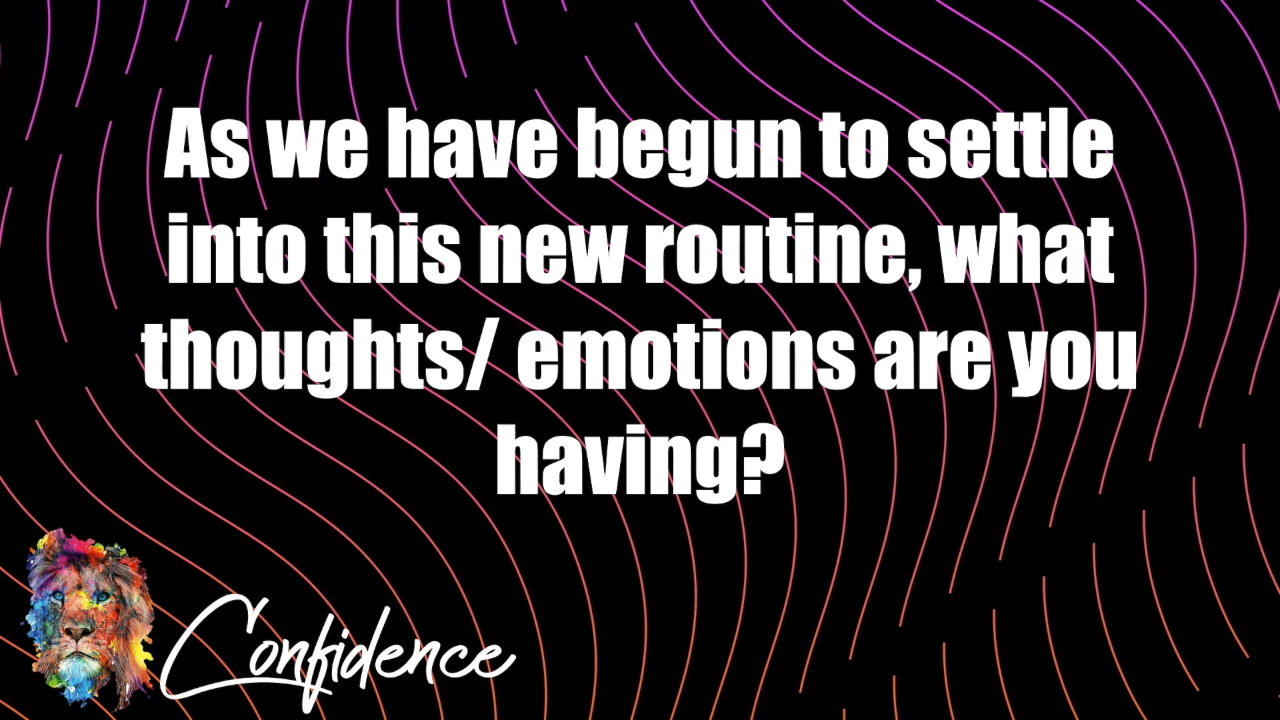 As we have begun to settle
into this new routine, what
thoughts/ emotions are you
having?
Confidence